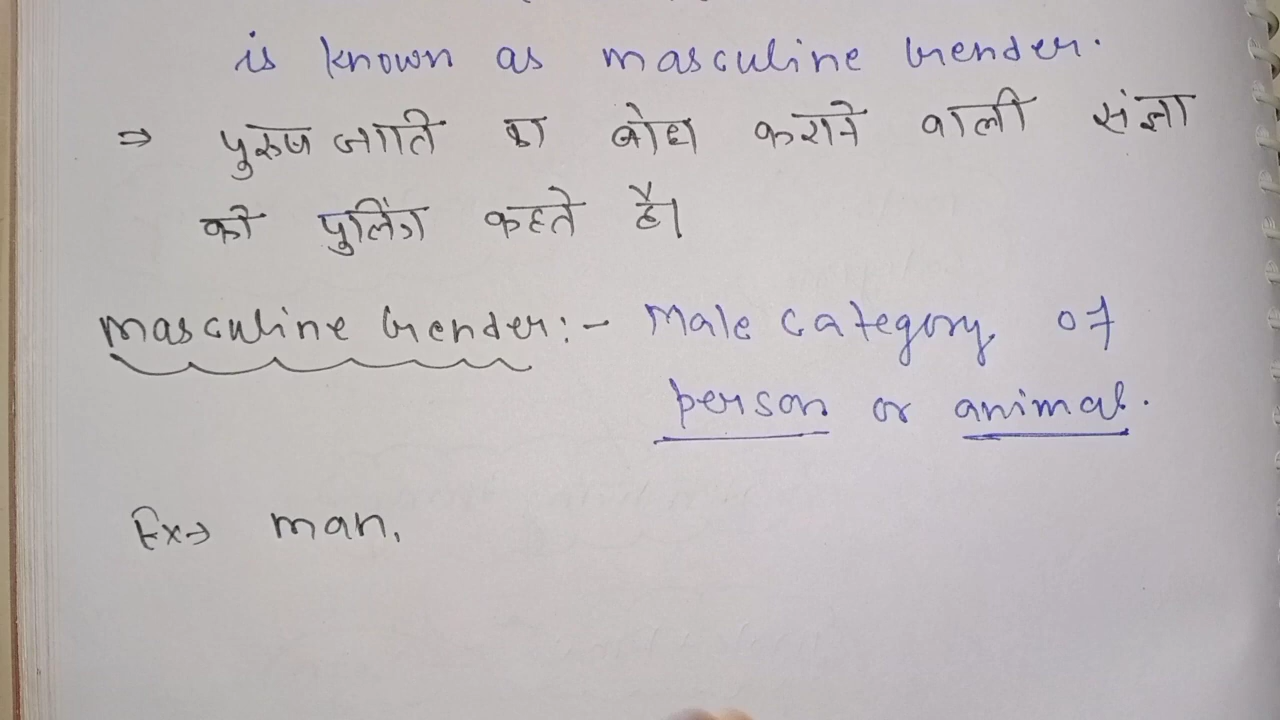 is known as masculine Gender.
⇒ पुरुष जाति का बोध कराने वाली संज्ञा
को पुलिंग कहते है।
masculine Gender:- Male category of
person or animal.
Ex→ man,